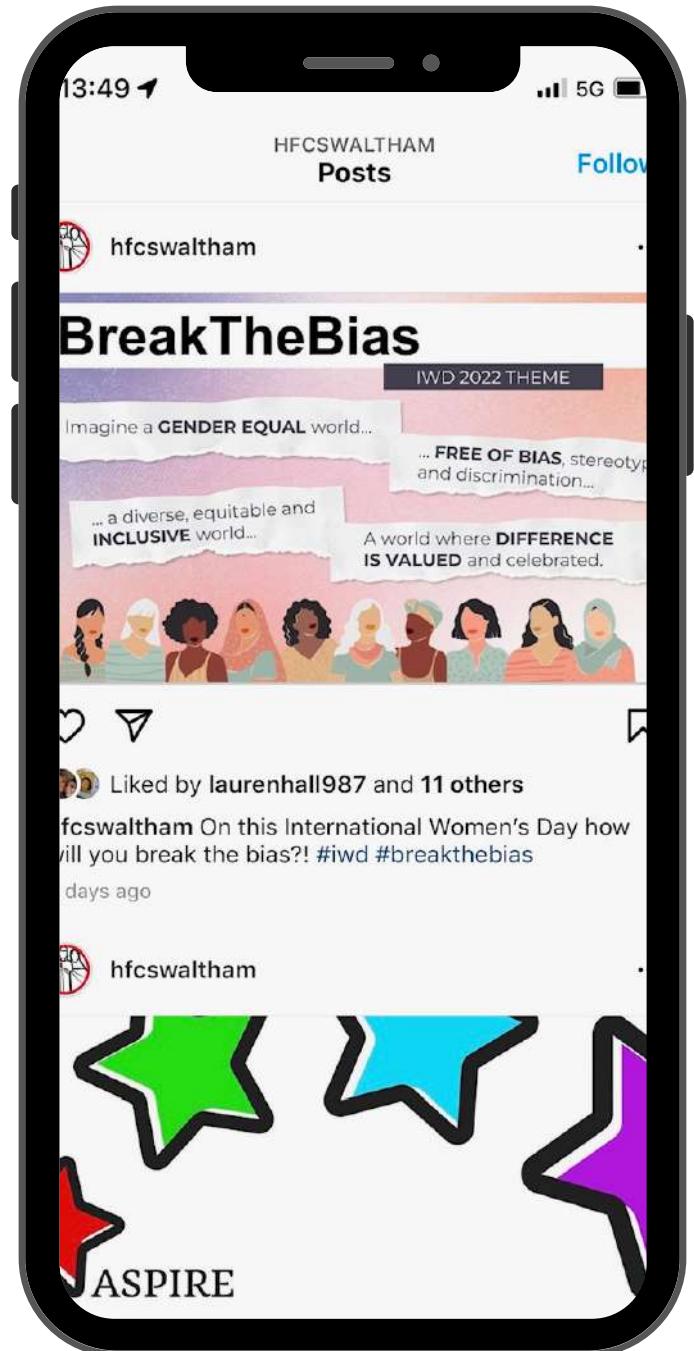 13:49
5G
HFCSWALTHAM
Posts
Follow
hfcswaltham
BreakTheBias
IWD 2022 THEME
Imagine a GENDER EQUAL world...
... FREE OF BIAS, stereotyp
and discrimination...
... a diverse, equitable and
INCLUSIVE world...
A world where DIFFERENCE
IS VALUED and celebrated.
Liked by laurenhall987 and 11 others
fcswaltham On this International Women's Day how
ill you break the bias?! #iwd #breakthebias
days ago
hfcswaltham
ASPIRE